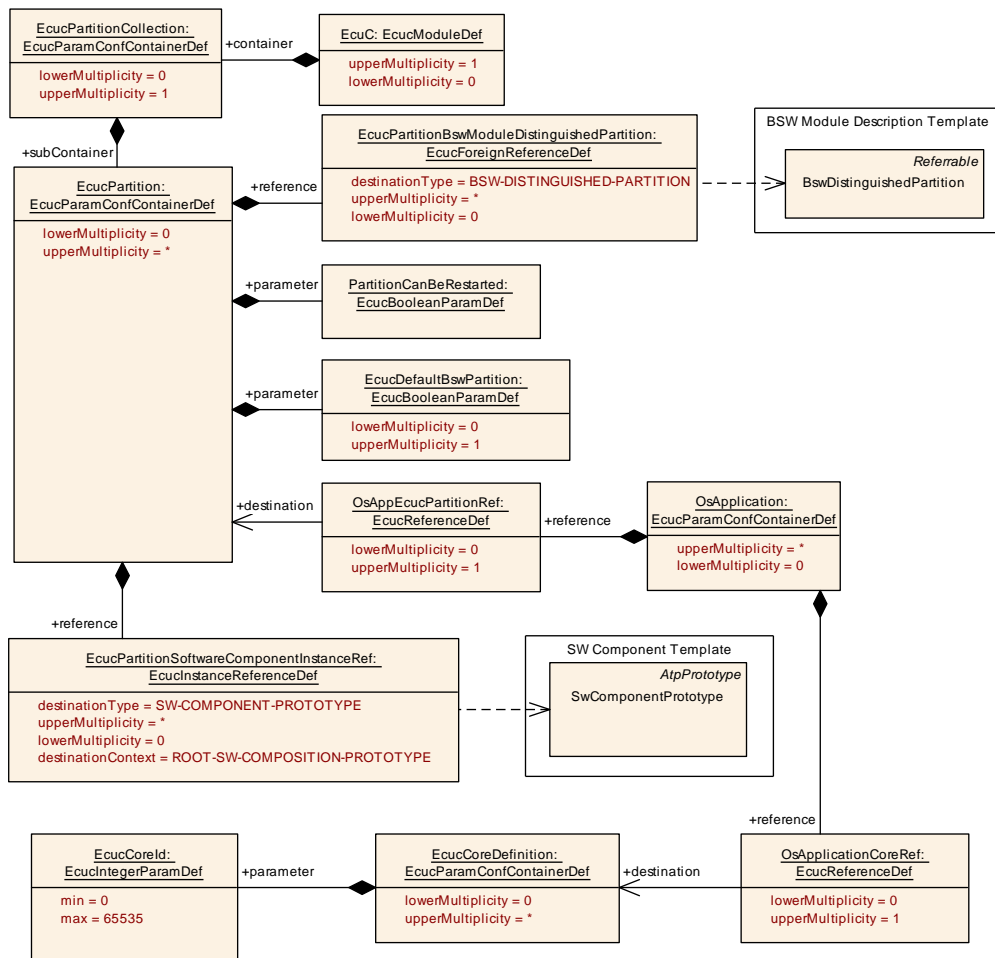 EcucPartitionCollection:
EcucParamConfContainerDef
lowerMultiplicity = 0
upperMultiplicity = 1
+container
EcuC: EcucModuleDef
upperMultiplicity = 1
lowerMultiplicity = 0
+subContainer
EcucPartition:
EcucParamConfContainerDef
lowerMultiplicity = 0
upperMultiplicity = *
+reference
EcucPartitionBswModuleDistinguishedPartition:
EcucForeignReferenceDef
destinationType = BSW-DISTINGUISHED-PARTITION
upperMultiplicity = *
lowerMultiplicity = 0
BSW Module Description Template
Referrable
BswDistinguishedPartition
+parameter
PartitionCanBeRestarted:
EcucBooleanParamDef
+parameter
EcucDefaultBswPartition:
EcucBooleanParamDef
lowerMultiplicity = 0
upperMultiplicity = 1
+destination
OsAppEcucPartitionRef:
EcucReferenceDef
lowerMultiplicity = 0
upperMultiplicity = 1
+reference
OsApplication:
EcucParamConfContainerDef
upperMultiplicity = *
lowerMultiplicity = 0
+reference
EcucPartitionSoftwareComponentInstanceRef:
EcucInstanceReferenceDef
destinationType = SW-COMPONENT-PROTOTYPE
upperMultiplicity = *
lowerMultiplicity = 0
destinationContext = ROOT-SW-COMPOSITION-PROTOTYPE
SW Component Template
AtpPrototype
SwComponentPrototype
+reference
EcucCoreId:
EcucIntegerParamDef
min = 0
max = 65535
+parameter
EcucCoreDefinition:
EcucParamConfContainerDef
lowerMultiplicity = 0
upperMultiplicity = *
+destination
OsApplicationCoreRef:
EcucReferenceDef
lowerMultiplicity = 0
upperMultiplicity = 1